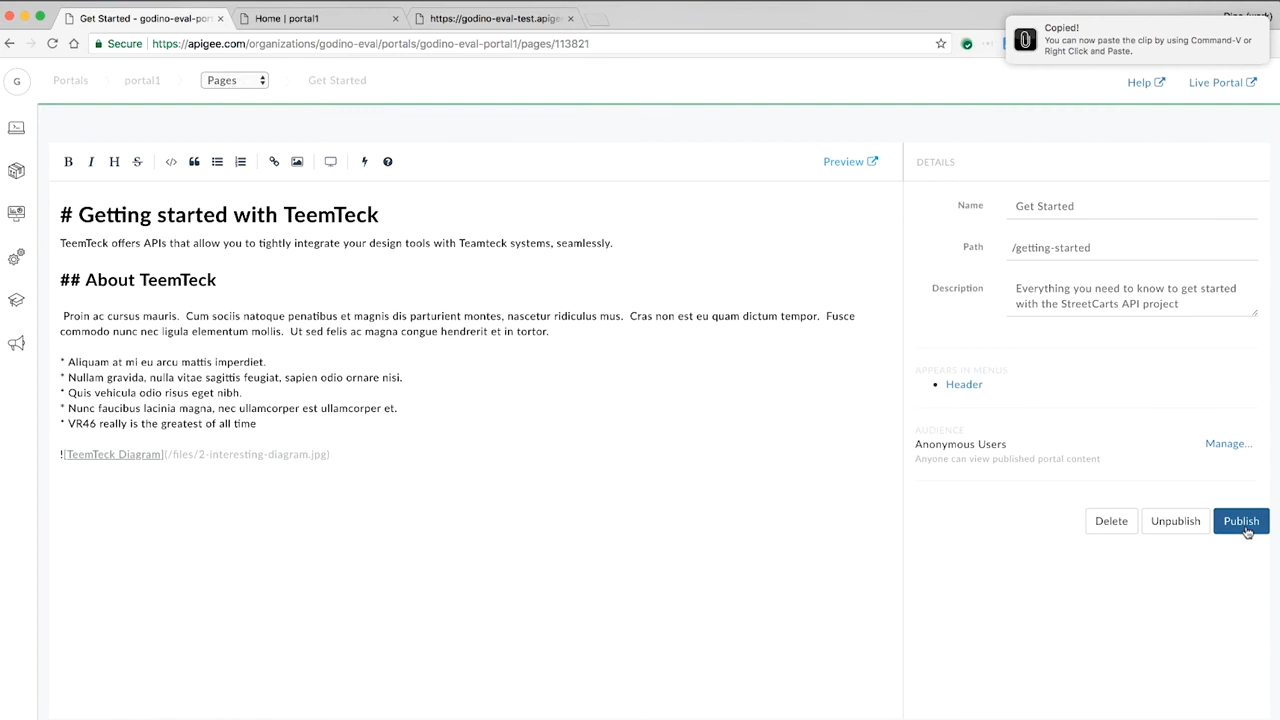 Get Started - godino-eval-por
Home | portal1
https://godino-eval-test.apige
Copied!
You can now paste the clip by using Command-V or
Right Click and Paste.
Secure
https://apigee.com/organizations/godino-eval/portals/godino-eval-portal1/pages/113821
G
Portals
portal1
Pages
Get Started
Help
Live Portal
B I H S
Preview
DETAILS
# Getting started with TeemTeck
TeemTeck offers APIs that allow you to tightly integrate your design tools with Teamteck systems, seamlessly.
## About TeemTeck
Proin ac cursus mauris. Cum sociis natoque penatibus et magnis dis parturient montes, nascetur ridiculus mus. Cras non est eu quam dictum tempor. Fusce
commodo nunc nec ligula elementum mollis. Ut sed felis ac magna congue hendrerit et in tortor.
* Aliquam at mi eu arcu mattis imperdiet.
* Nullam gravida, nulla vitae sagittis feugiat, sapien odio ornare nisi.
* Quis vehicula odio risus eget nibh.
* Nunc faucibus lacinia magna, nec ullamcorper est ullamcorper et.
* VR46 really is the greatest of all time
![TeemTeck Diagram](/files/2-interesting-diagram.jpg)
Name
Get Started
Path
/getting-started
Description
Everything you need to know to get started
with the StreetCarts API project
APPEARS IN MENUS
• Header
AUDIENCE
Anonymous Users
Manage...
Anyone can view published portal content
Delete
Unpublish
Publish